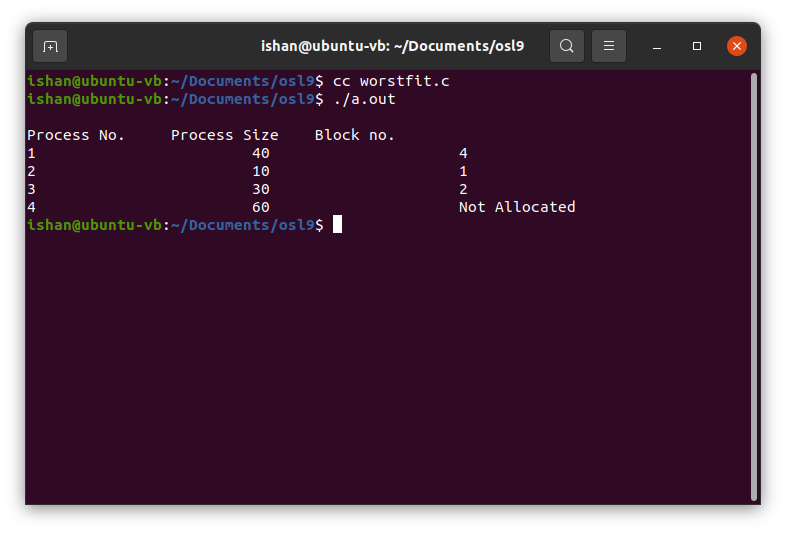 ishan@ubuntu-vb: ~/Documents/osl9
ishan@ubuntu-vb:~/Documents/osl9$ cc worstfit.c
ishan@ubuntu-vb:~/Documents/osl9$ ./a.out
Process No. Process Size Block no.
1 40 4
2 10 1
3 30 2
4 60 Not Allocated
ishan@ubuntu-vb:~/Documents/osl9$